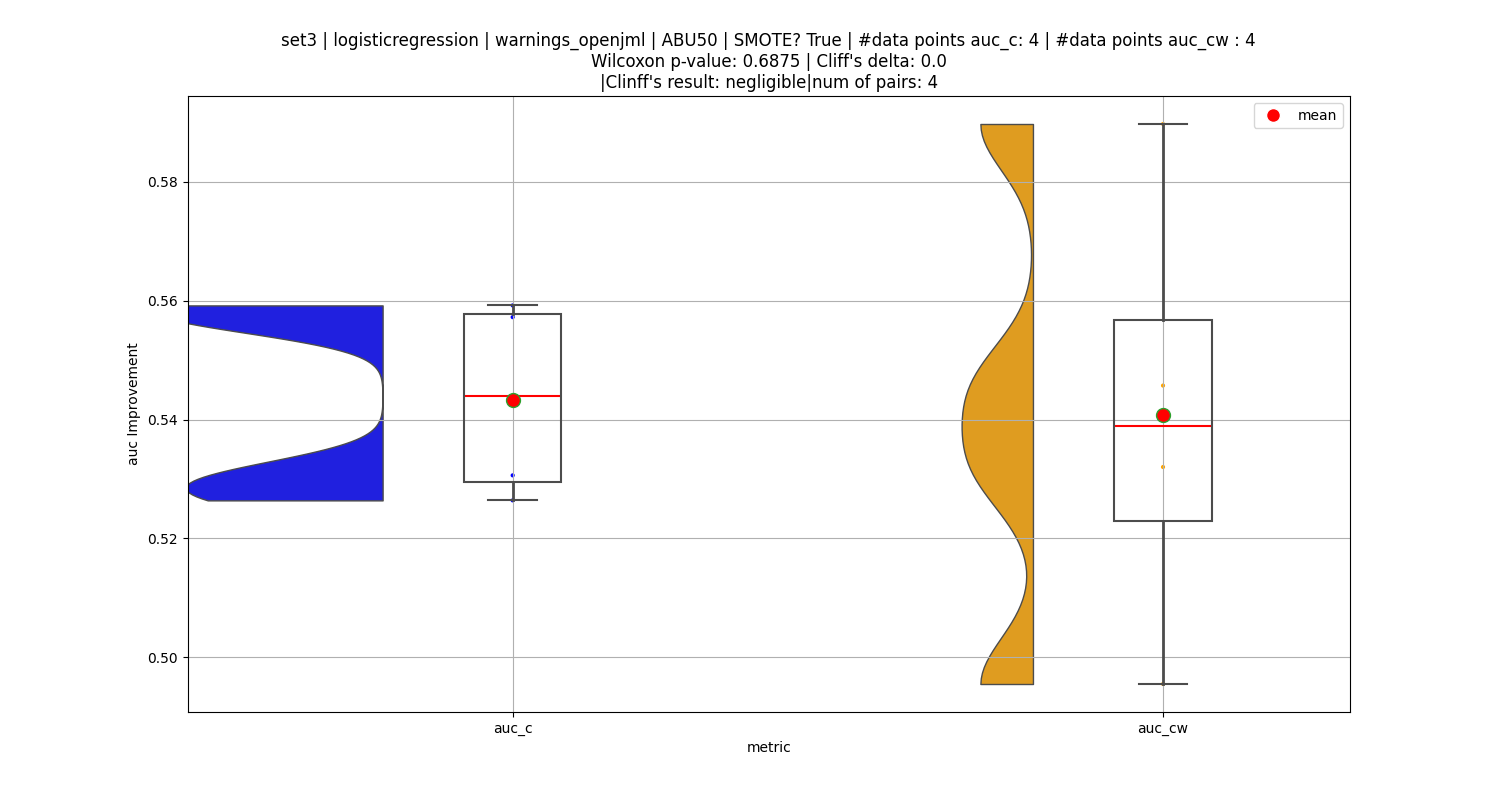 set3 | logisticregression | warnings_openjml | ABU50 | SMOTE? True | #data points auc_c: 4 | #data points auc_cw : 4
Wilcoxon p-value: 0.6875 | Cliff's delta: 0.0
|Clinff's result: negligible|num of pairs: 4
mean
0.58
0.56
0.54
0.52
0.50
auc Improvement
auc_c
auc_cw
metric